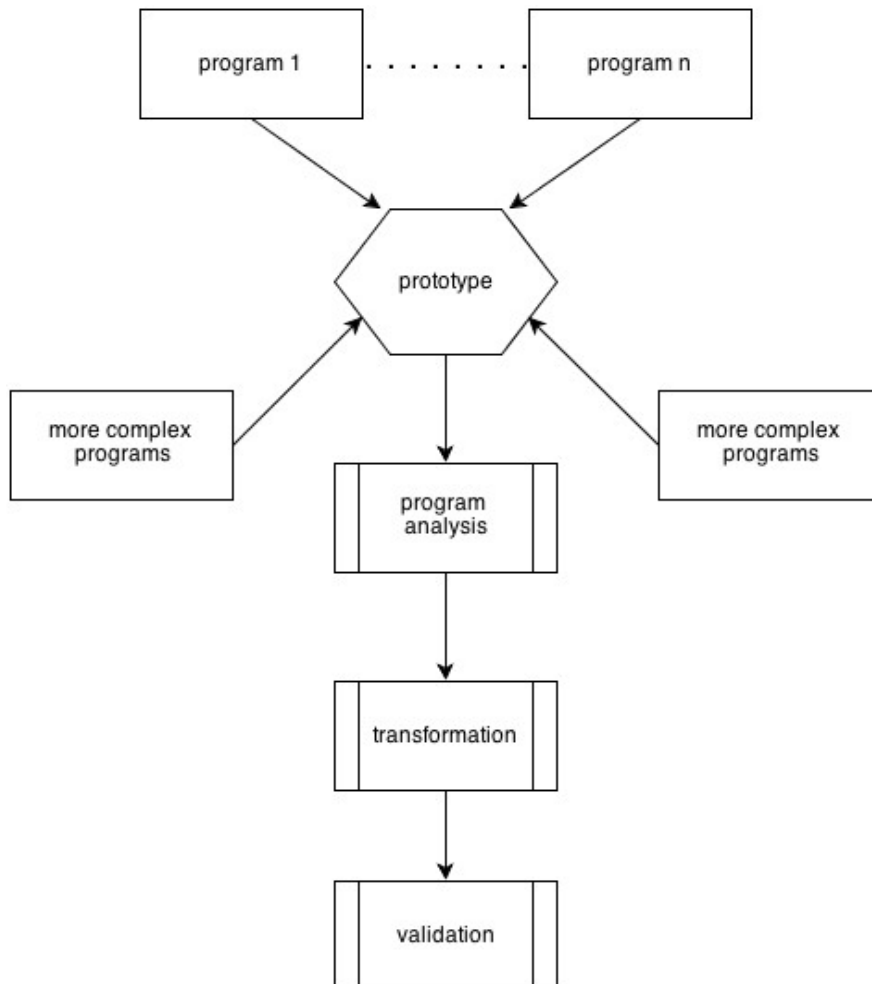 program 1
program n
prototype
more complex
programs
more complex
programs
program
analysis
transformation
validation